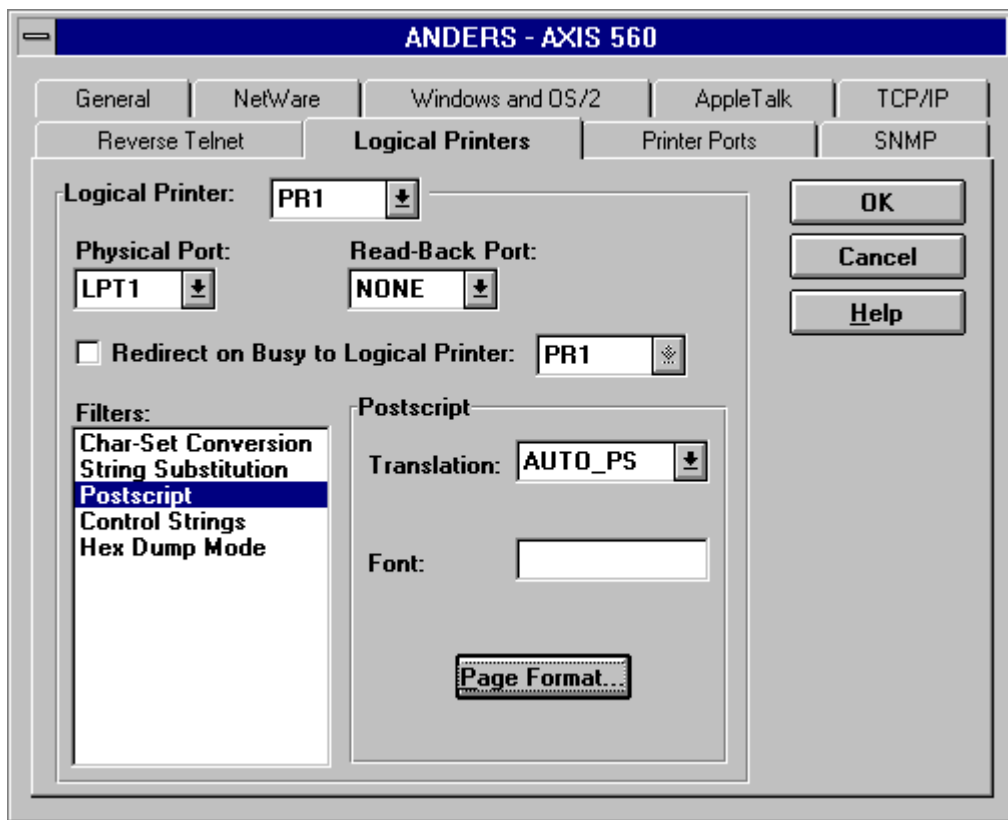 ANDERS - AXIS 560
General NetWare Windows and OS/2 AppleTalk TCP/IP
Reverse Telnet Logical Printers Printer Ports SNMP
Logical Printer: PR1
OK
Physical Port: Read-Back Port:
Cancel
LPT1 NONE
Help
Redirect on Busy to Logical Printer: PR1
Filters:
Char-Set Conversion
String Substitution
Postscript
Control Strings
Hex Dump Mode
Postscript
Translation: AUTO_PS
Font:
Page Format...